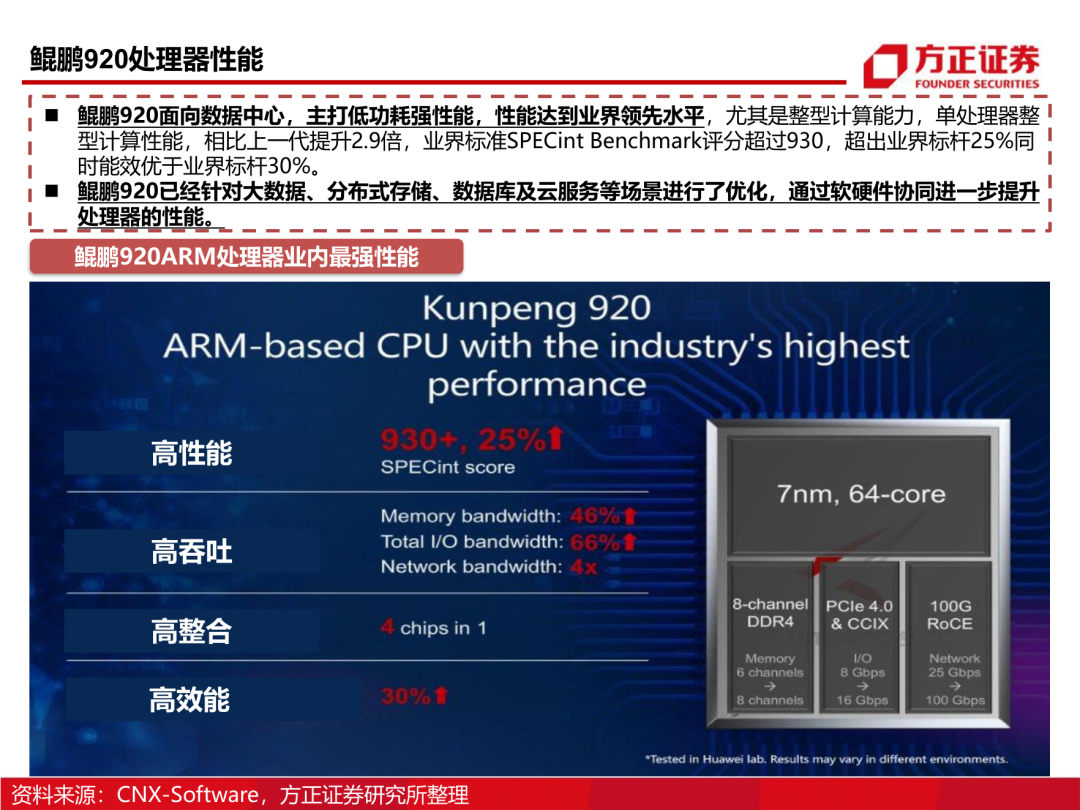 鲲鹏920处理器性能
方正证券
FOUNDER SECURITIES
■ 鲲鹏920面向数据中心，主打低功耗强性能，性能达到业界领先水平，尤其是整型计算能力，单处理器整
型计算性能，相比上一代提升2.9倍，业界标准SPECint Benchmark评分超过930，超出业界标杆25%同
时能效优于业界标杆30%。
■ 鲲鹏920已经针对大数据、分布式存储、数据库及云服务等场景进行了优化，通过软硬件协同进一步提升
处理器的性能。
鲲鹏920ARM处理器业内最强性能
Kunpeng 920
ARM-based CPU with the industry's highest
performance
高性能
930+, 25%⬆
SPECint score
高吞吐
Memory bandwidth: 46%⬆
Total I/O bandwidth: 66%⬆
Network bandwidth: 4x
高整合
4 chips in 1
高效能
30%⬆
7nm, 64-core
8-channel
DDR4
Memory
6 channels
→
8 channels
PCIe 4.0
& CCIX
I/O
8 Gbps
→
16 Gbps
100G
RoCE
Network
25 Gbps
→
100 Gbps
*Tested in Huawei lab. Results may vary in different environments.
资料来源：CNX-Software，方正证券研究所整理